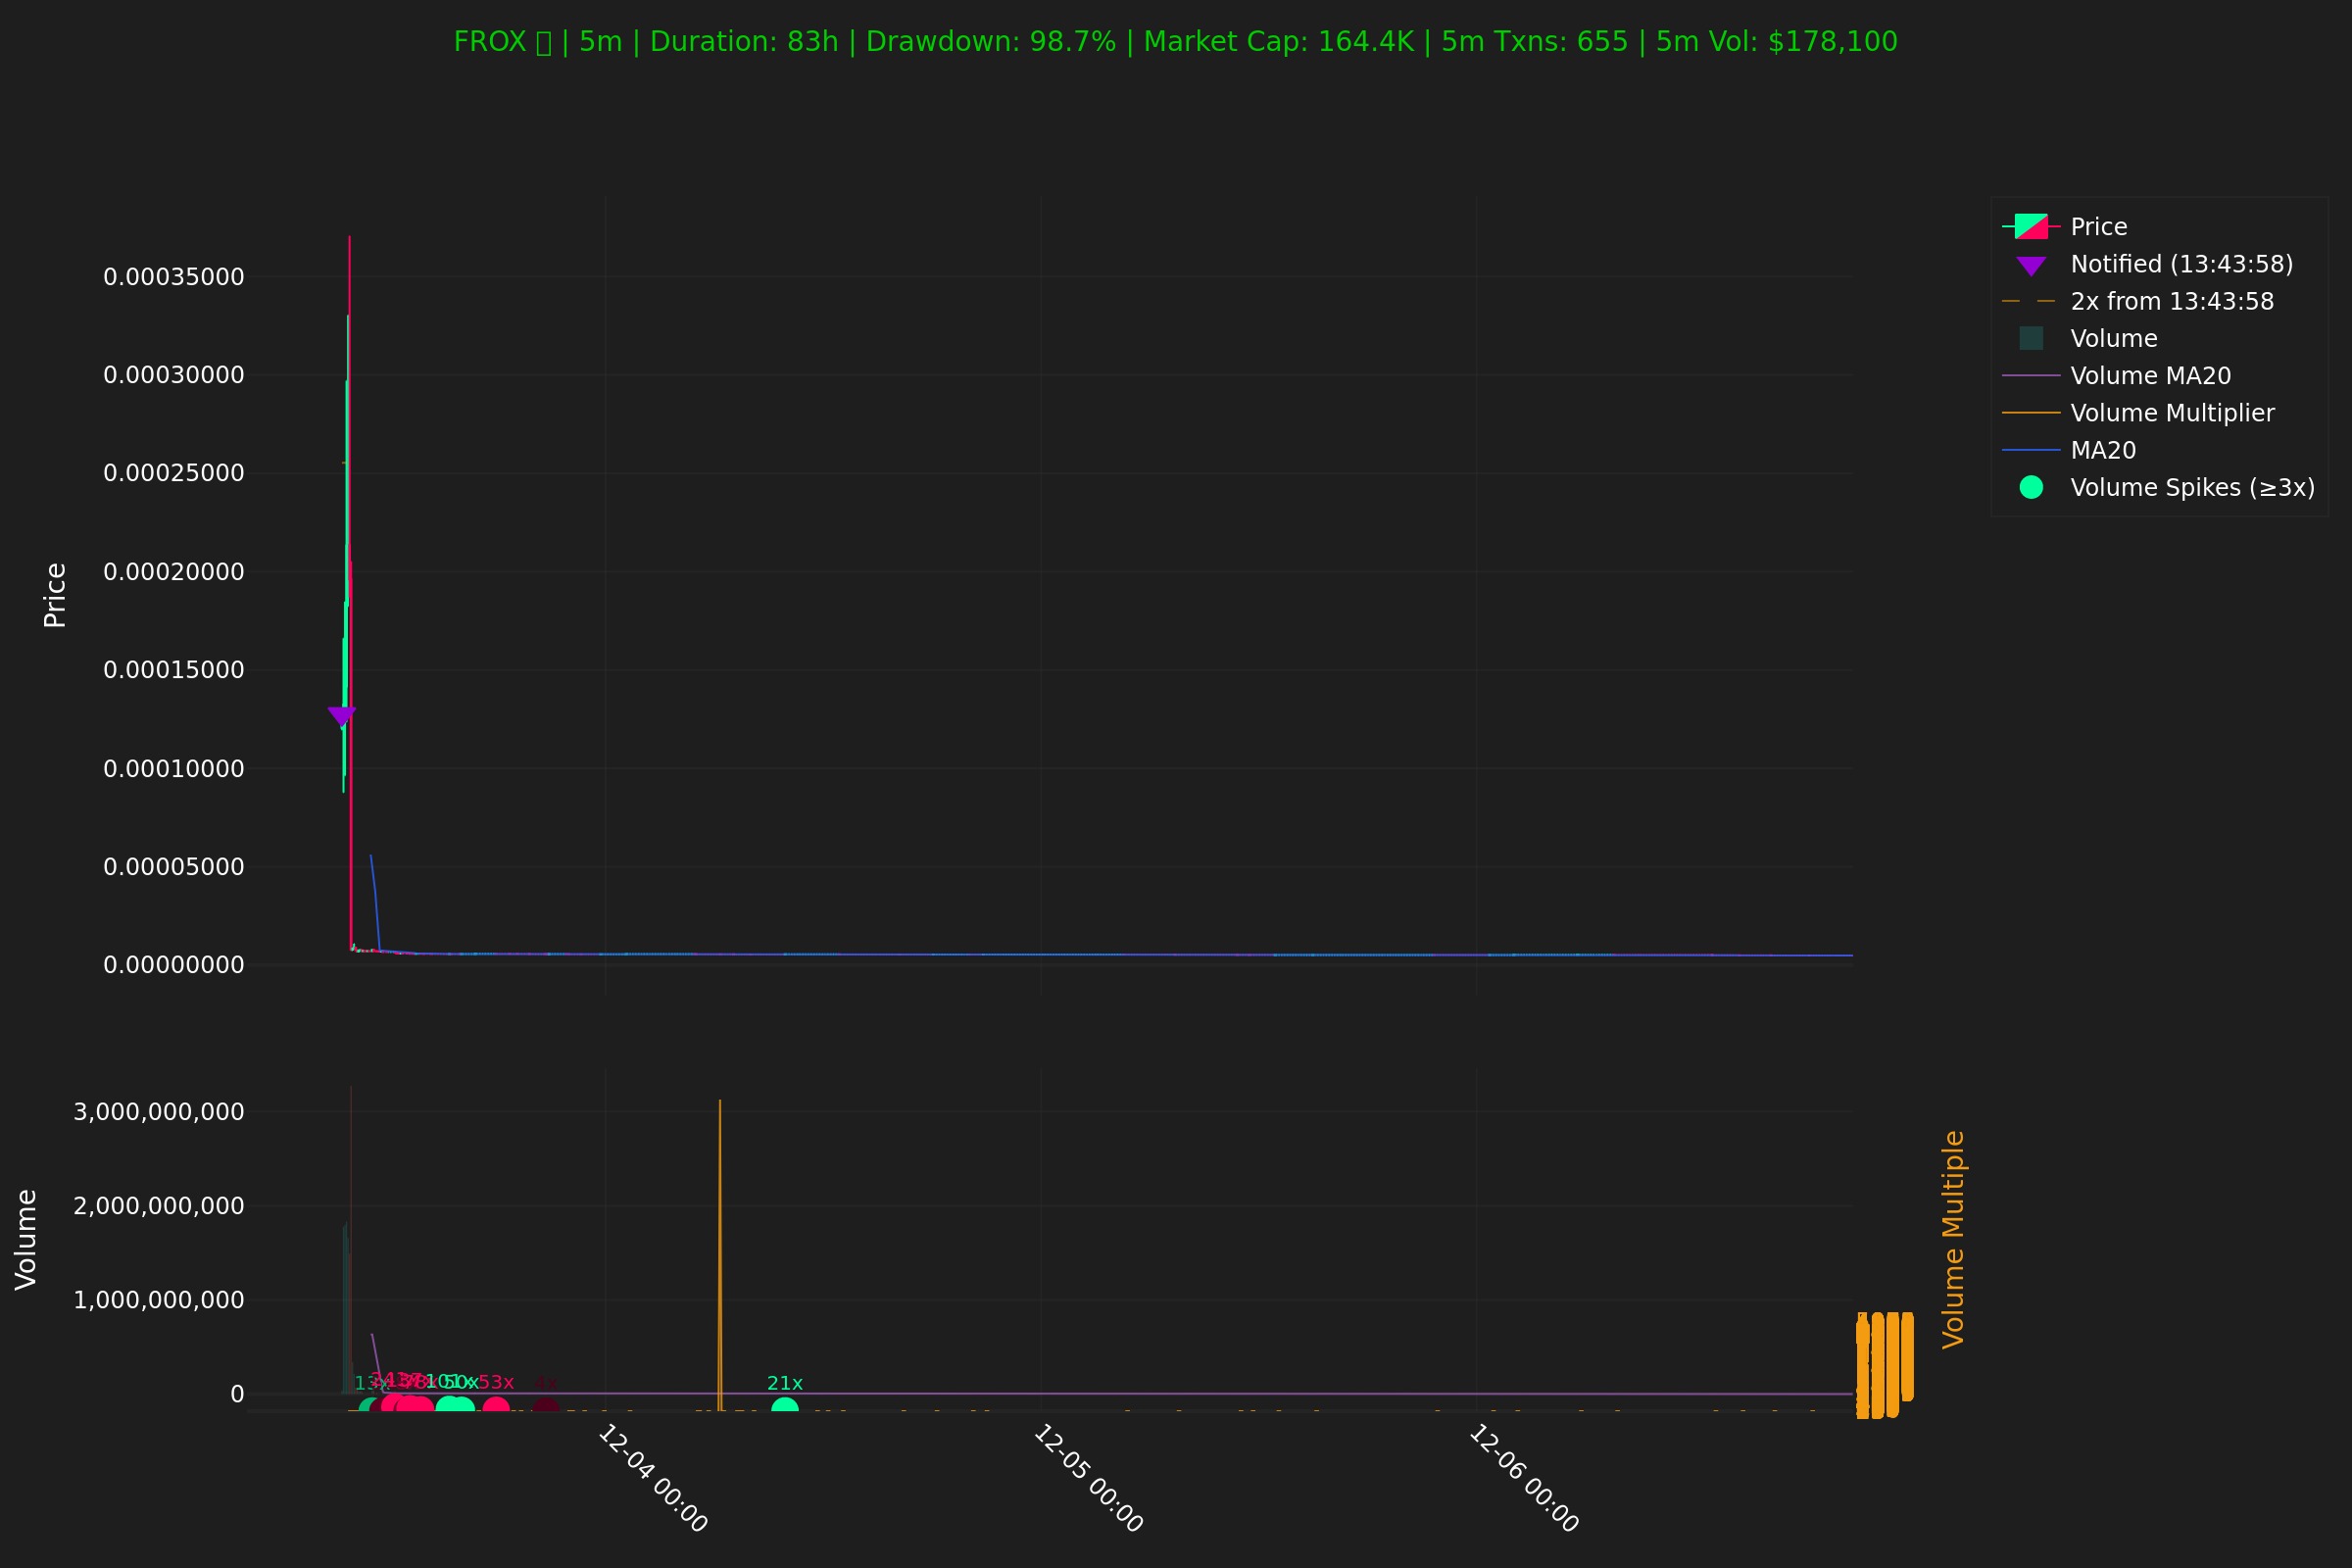 FROX | 5m | Duration: 83h | Drawdown: 98.7% | Market Cap: 164.4K | 5m Txns: 655 | 5m Vol: $178,100
Price
0.00035000
0.00030000
0.00025000
0.00020000
0.00015000
0.00010000
0.00005000
0.00000000
Price
Notified (13:43:58)
2x from 13:43:58
Volume
Volume MA20
Volume Multiplier
MA20
Volume Spikes (≥3x)
Volume
3,000,000,000
2,000,000,000
1,000,000,000
0
101x
50x
53x
4x
21x
Volume Multiple
12-04 00:00
12-05 00:00
12-06 00:00